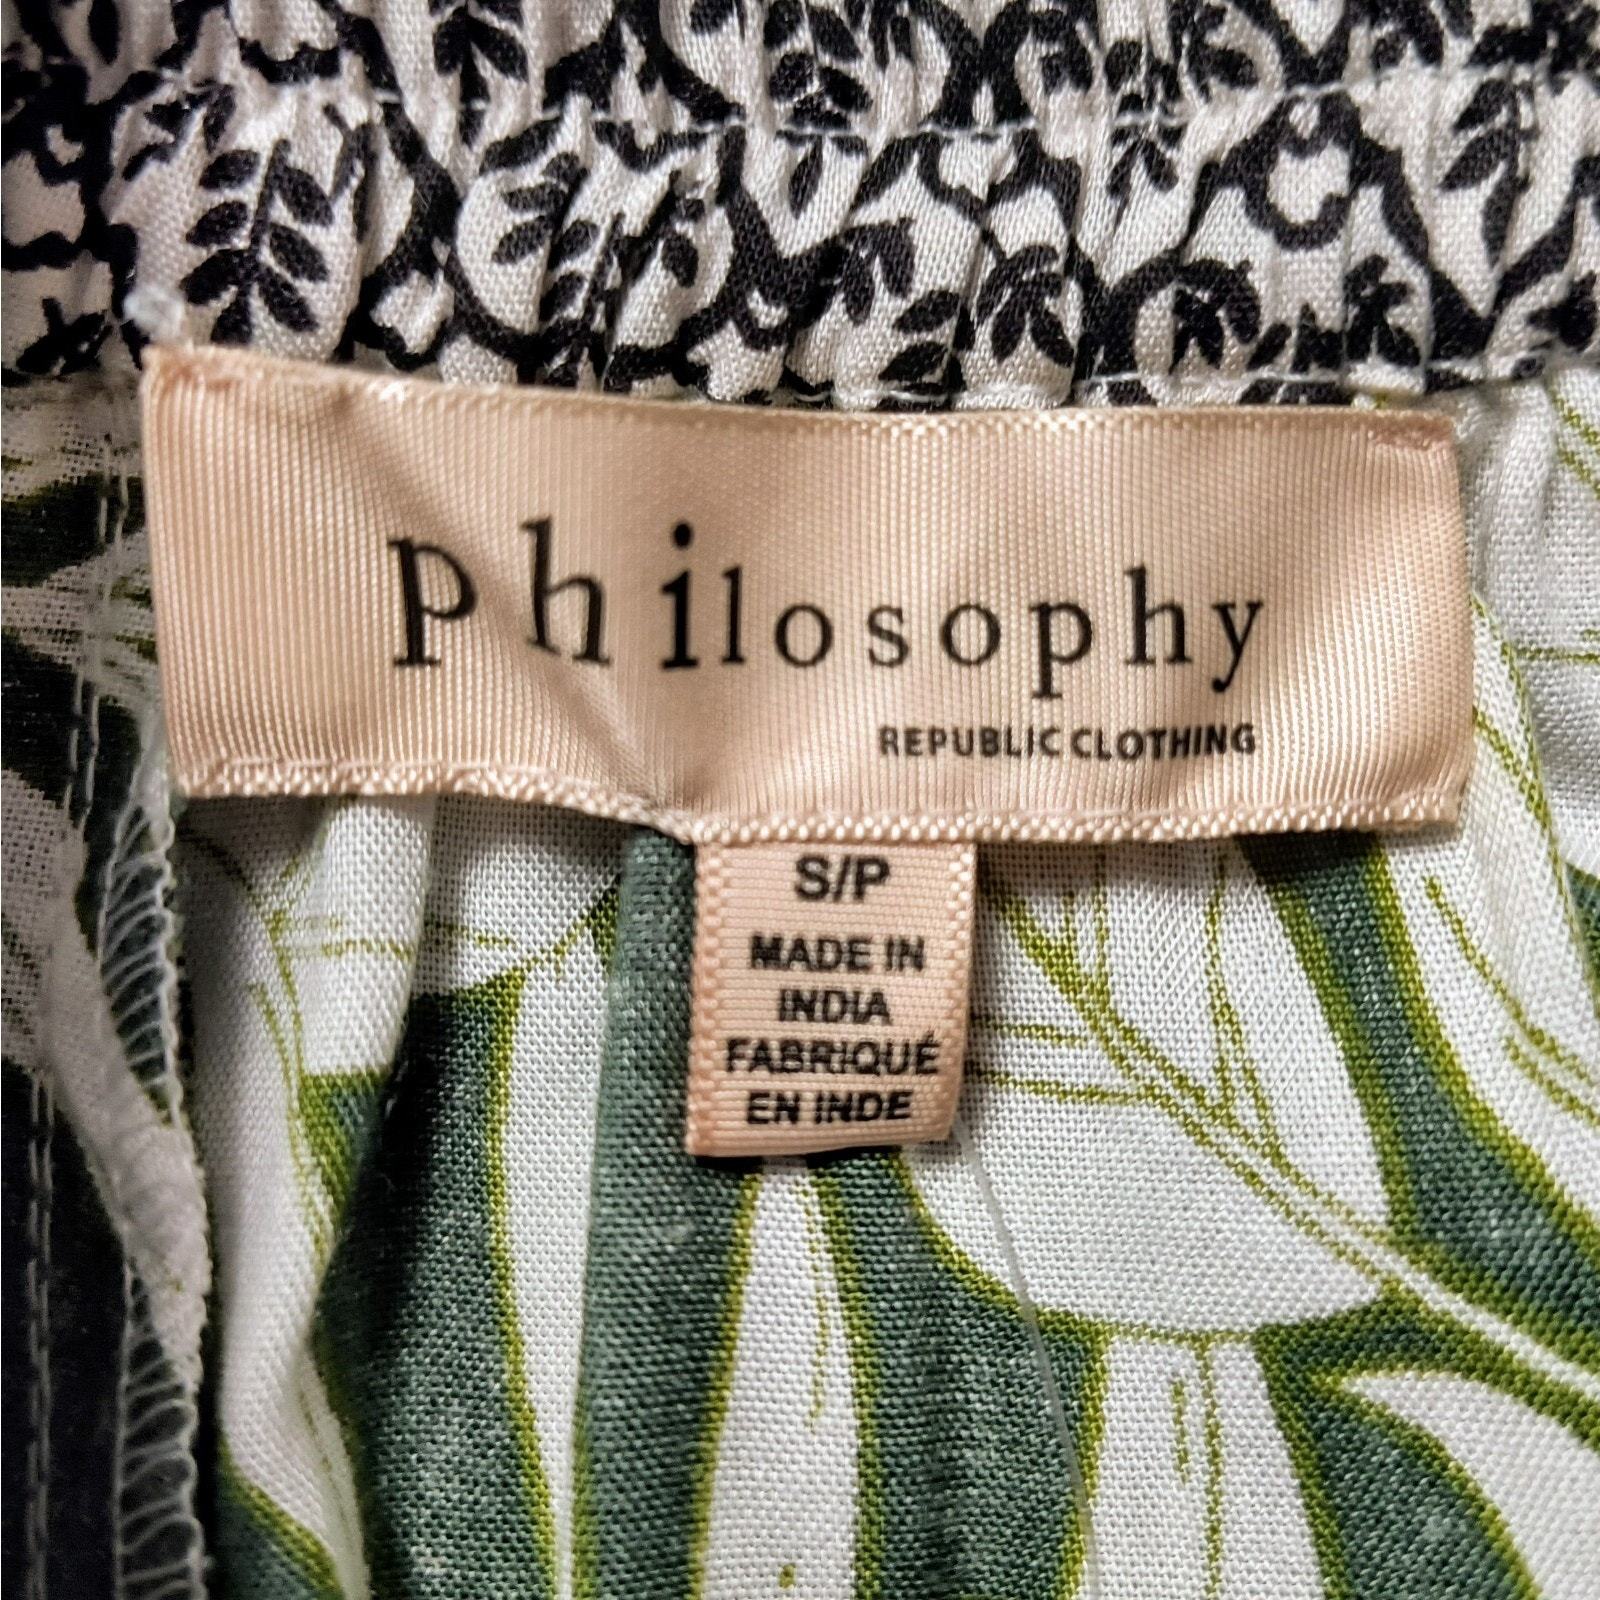 Philosophy
REPUBLIC CLOTHING
S/P
MADE IN
INDIA
FABRIQUÉ
EN INDE